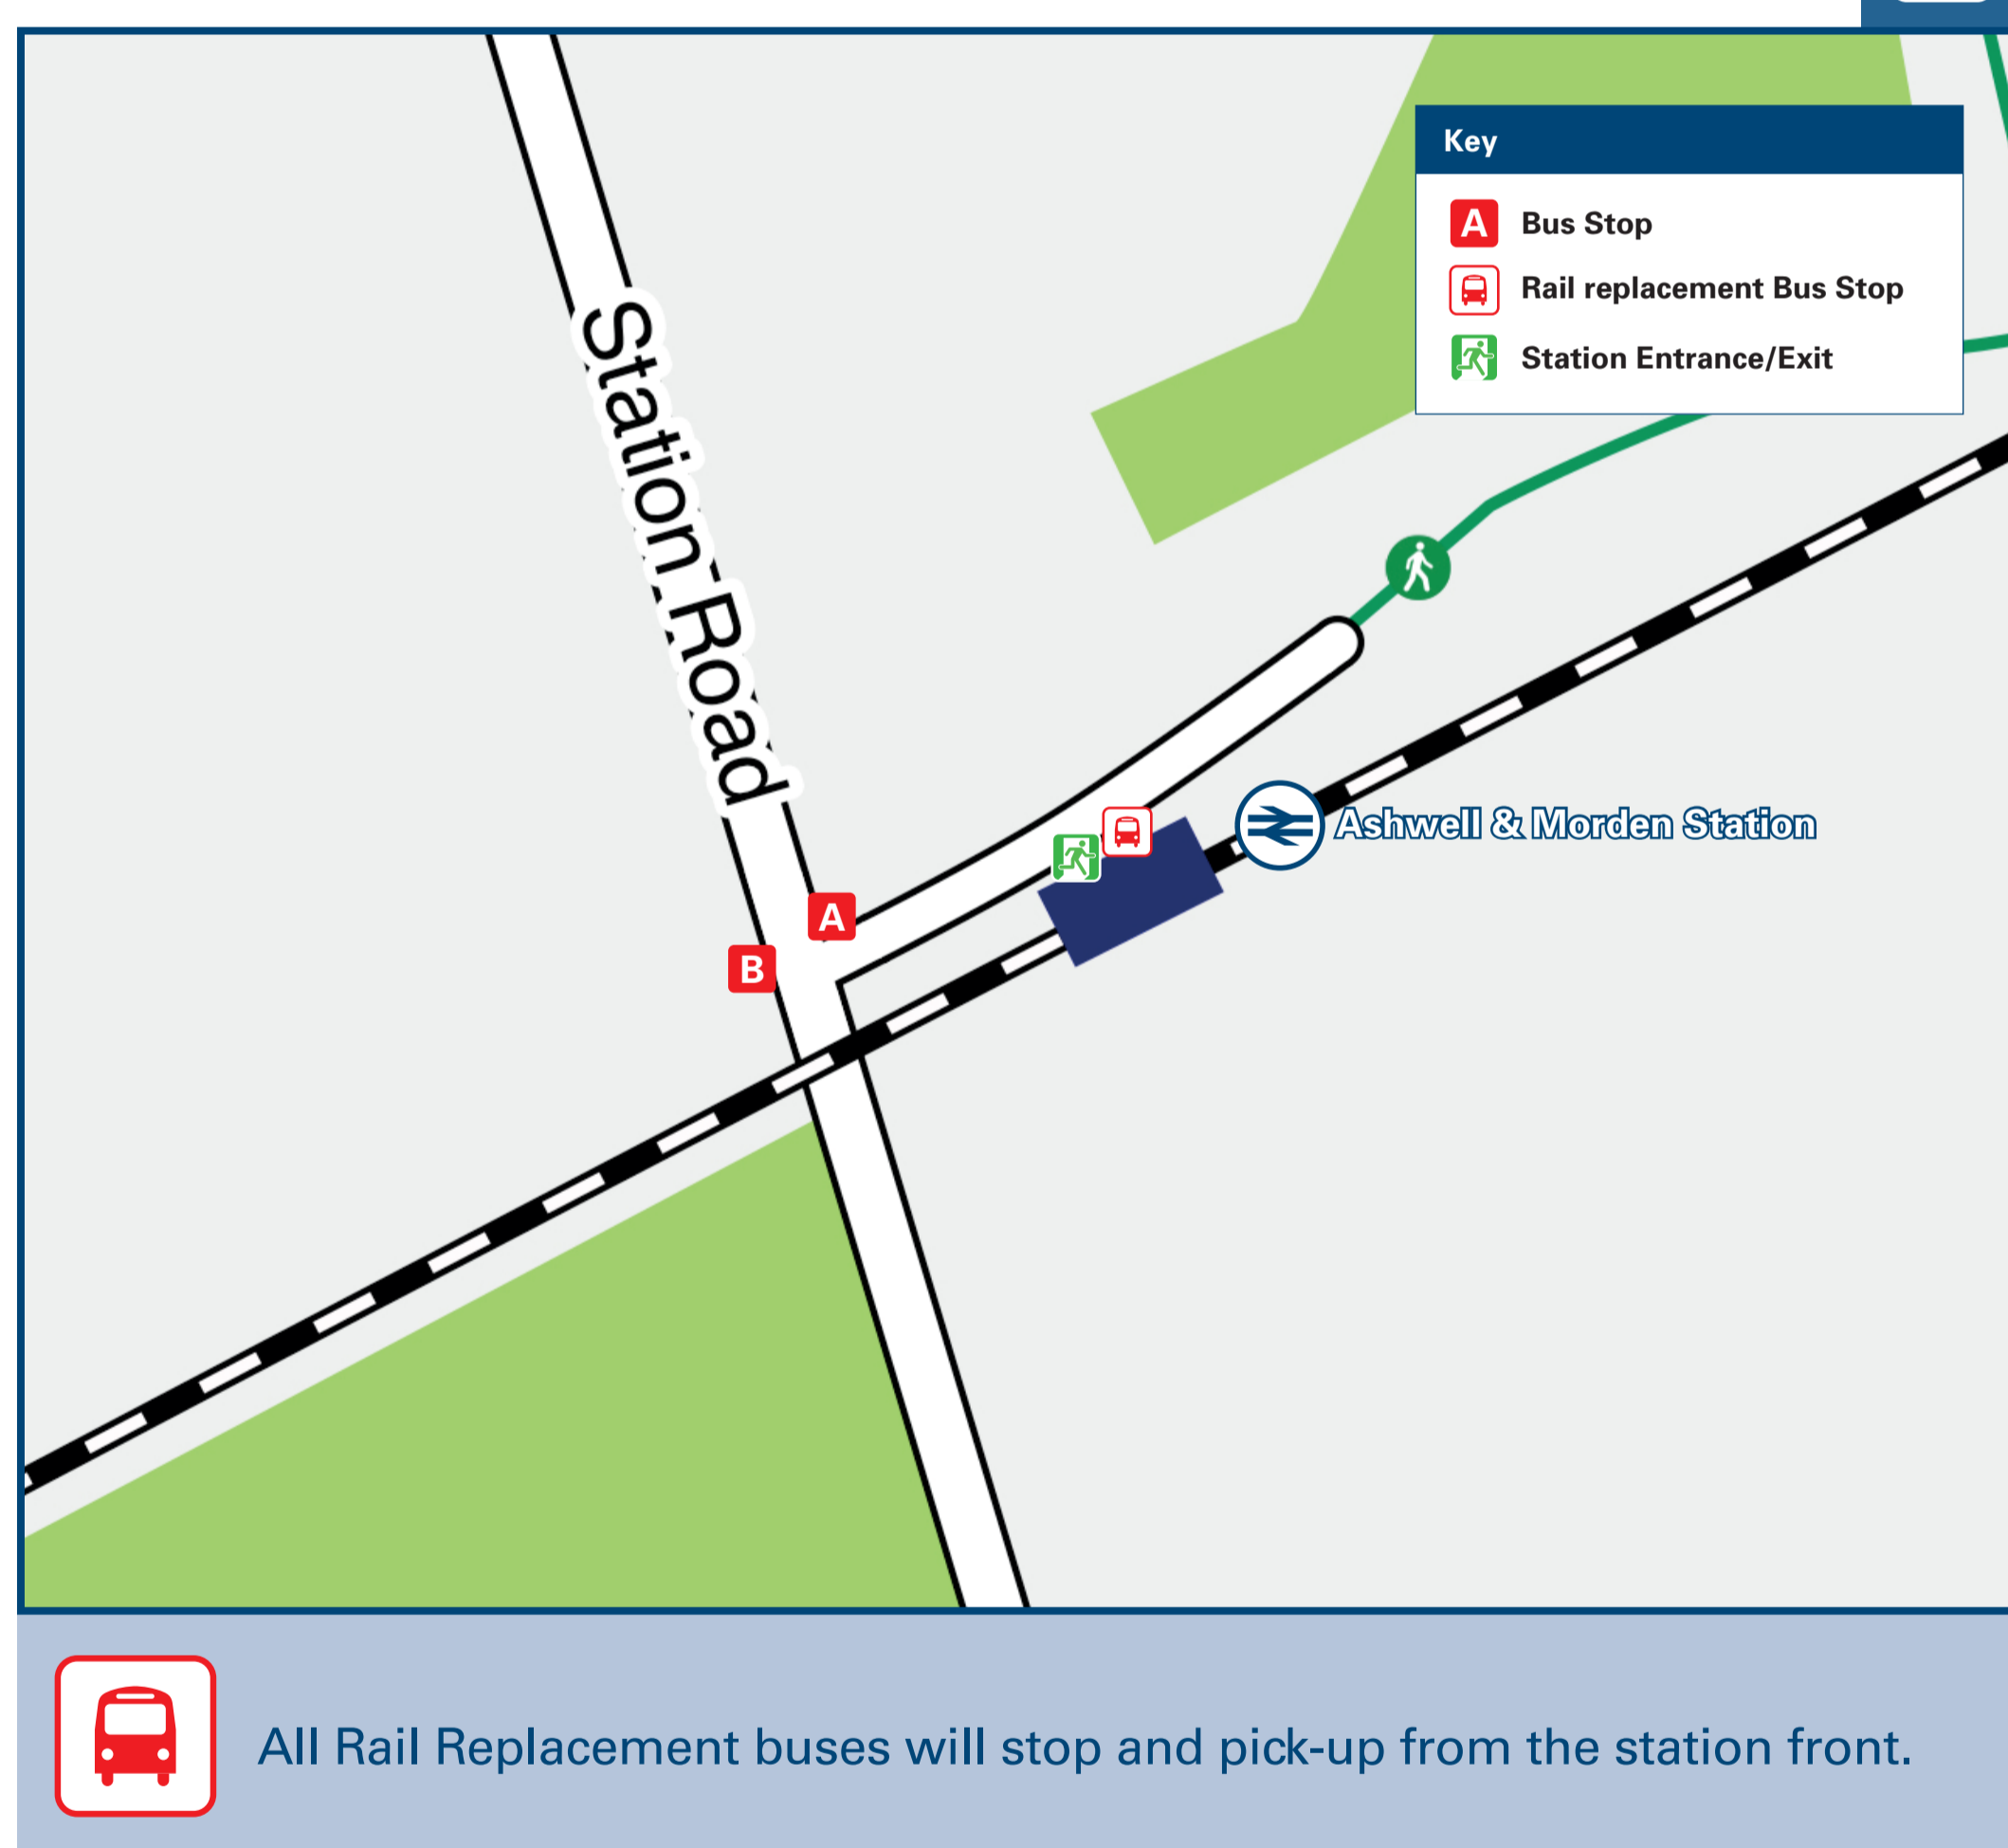 Key
A Bus Stop
Rail replacement Bus Stop
Station Entrance/Exit
Station Road
Ashwell & Morden Station
A
B
All Rail Replacement buses will stop and pick-up from the station front.